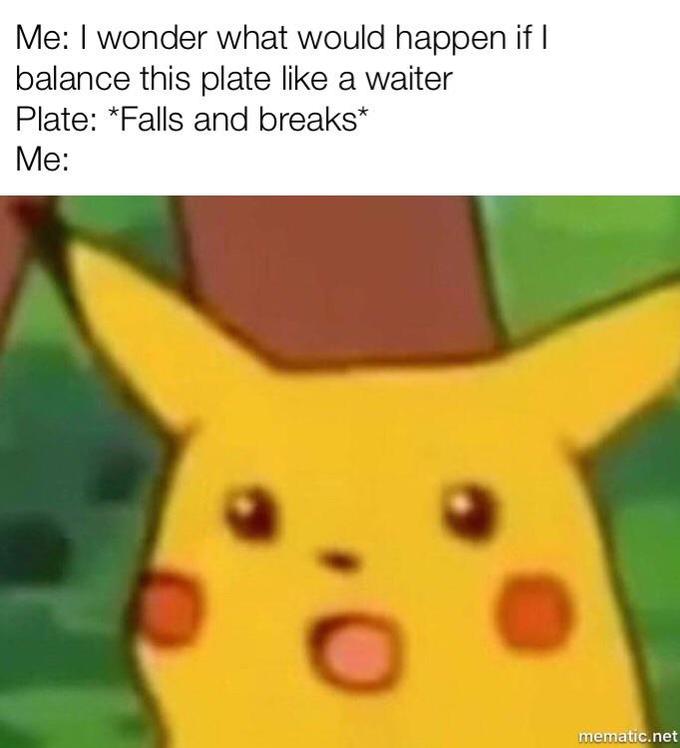 Me: I wonder what would happen if I
balance this plate like a waiter
Plate: *Falls and breaks*
Me:
mematic.net